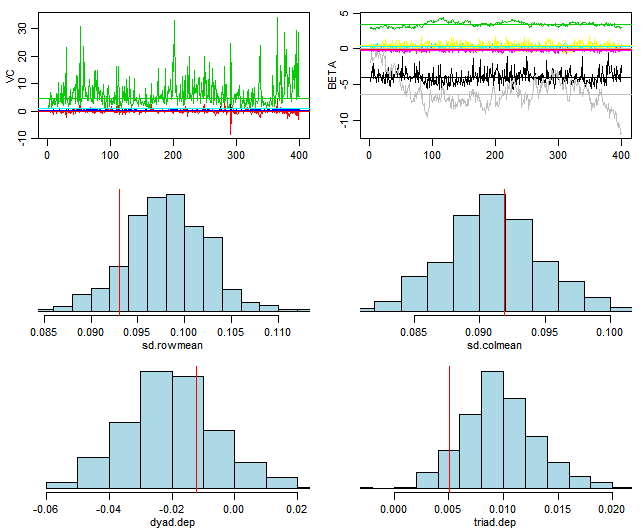 VC
-10 0 10 20 30
0 100 200 300 400
BETA
-10 -5 0 5
0 100 200 300 400
0.085 0.090 0.095 0.100 0.105 0.110
sd.rowmean
0.085 0.090 0.095 0.100
sd.colmean
-0.06 -0.04 -0.02 0.00 0.02
dyad.dep
0.000 0.005 0.010 0.015 0.020
triad.dep